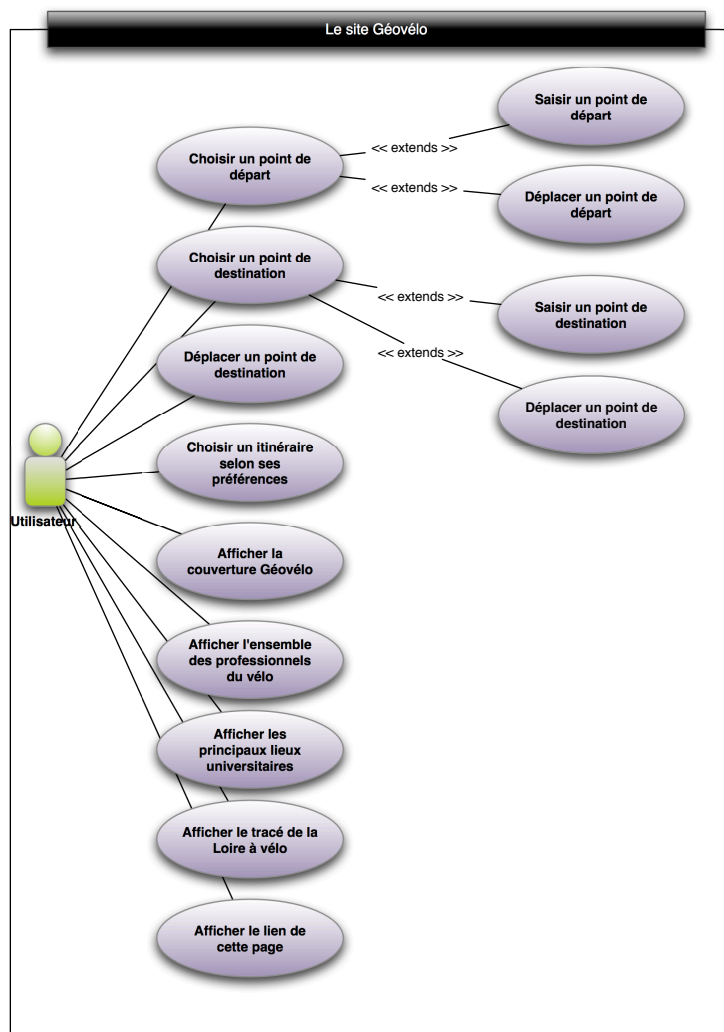 Le site Géovélo
Saisir un point de
départ
Choisir un point de
départ
<< extends >>
<< extends >>
Déplacer un point de
départ
Choisir un point de
destination
<< extends >>
Saisir un point de
destination
Déplacer un point de
destination
<< extends >>
Déplacer un point de
destination
Choisir un itinéraire
selon ses
préférences
Utilisateur
Afficher la
couverture Géovélo
Afficher l'ensemble
des professionnels
du vélo
Afficher les
principaux lieux
universitaires
Afficher le tracé de la
Loire à vélo
Afficher le lien de
cette page